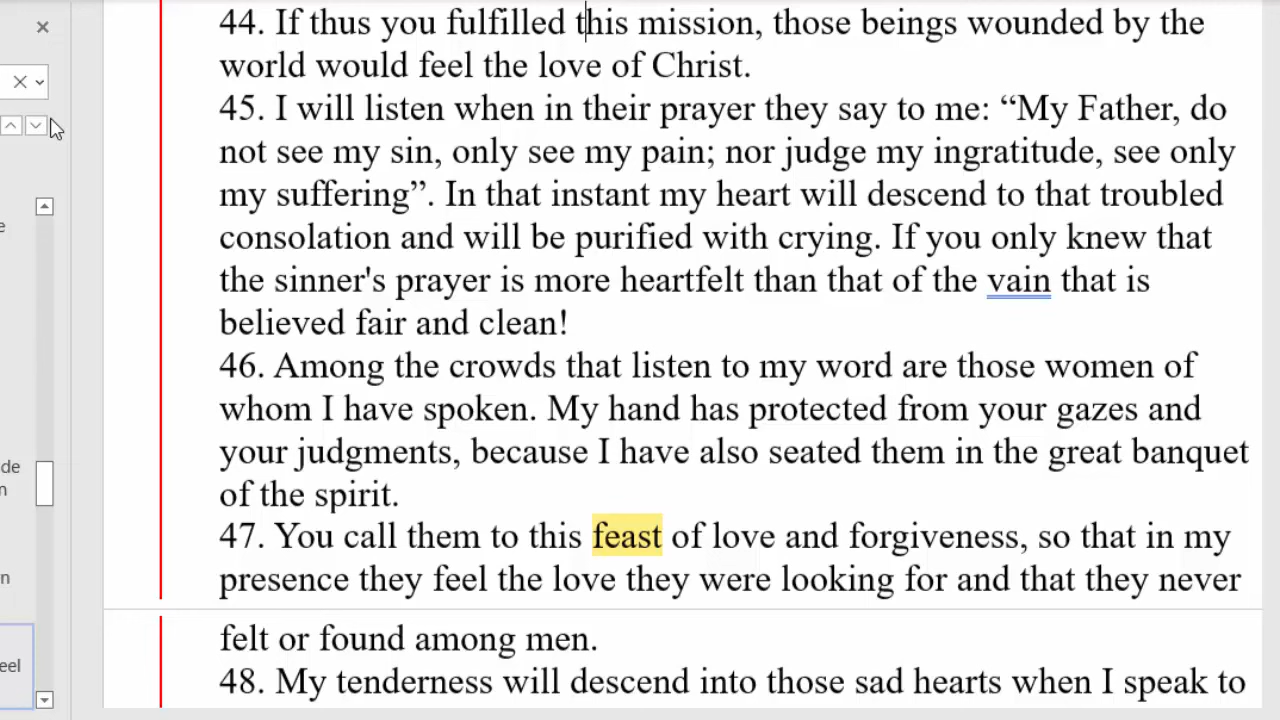 44. If thus you fulfilled this mission, those beings wounded by the
world would feel the love of Christ.
45. I will listen when in their prayer they say to me: “My Father, do
not see my sin, only see my pain; nor judge my ingratitude, see only
my suffering”. In that instant my heart will descend to that troubled
consolation and will be purified with crying. If you only knew that
the sinner's prayer is more heartfelt than that of the vain that is
believed fair and clean!
46. Among the crowds that listen to my word are those women of
whom I have spoken. My hand has protected from your gazes and
your judgments, because I have also seated them in the great banquet
of the spirit.
47. You call them to this feast of love and forgiveness, so that in my
presence they feel the love they were looking for and that they never
felt or found among men.
48. My tenderness will descend into those sad hearts when I speak to